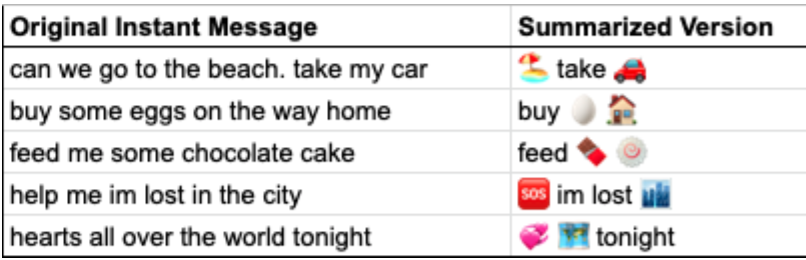 Original Instant Message Summarized Version
can we go to the beach. take my car 🏖️ take 🚗
buy some eggs on the way home buy 🥚 🏠
feed me some chocolate cake feed 🍫 🍥
help me im lost in the city 🆘 im lost 🏙️
hearts all over the world tonight 💞 🗺️ tonight